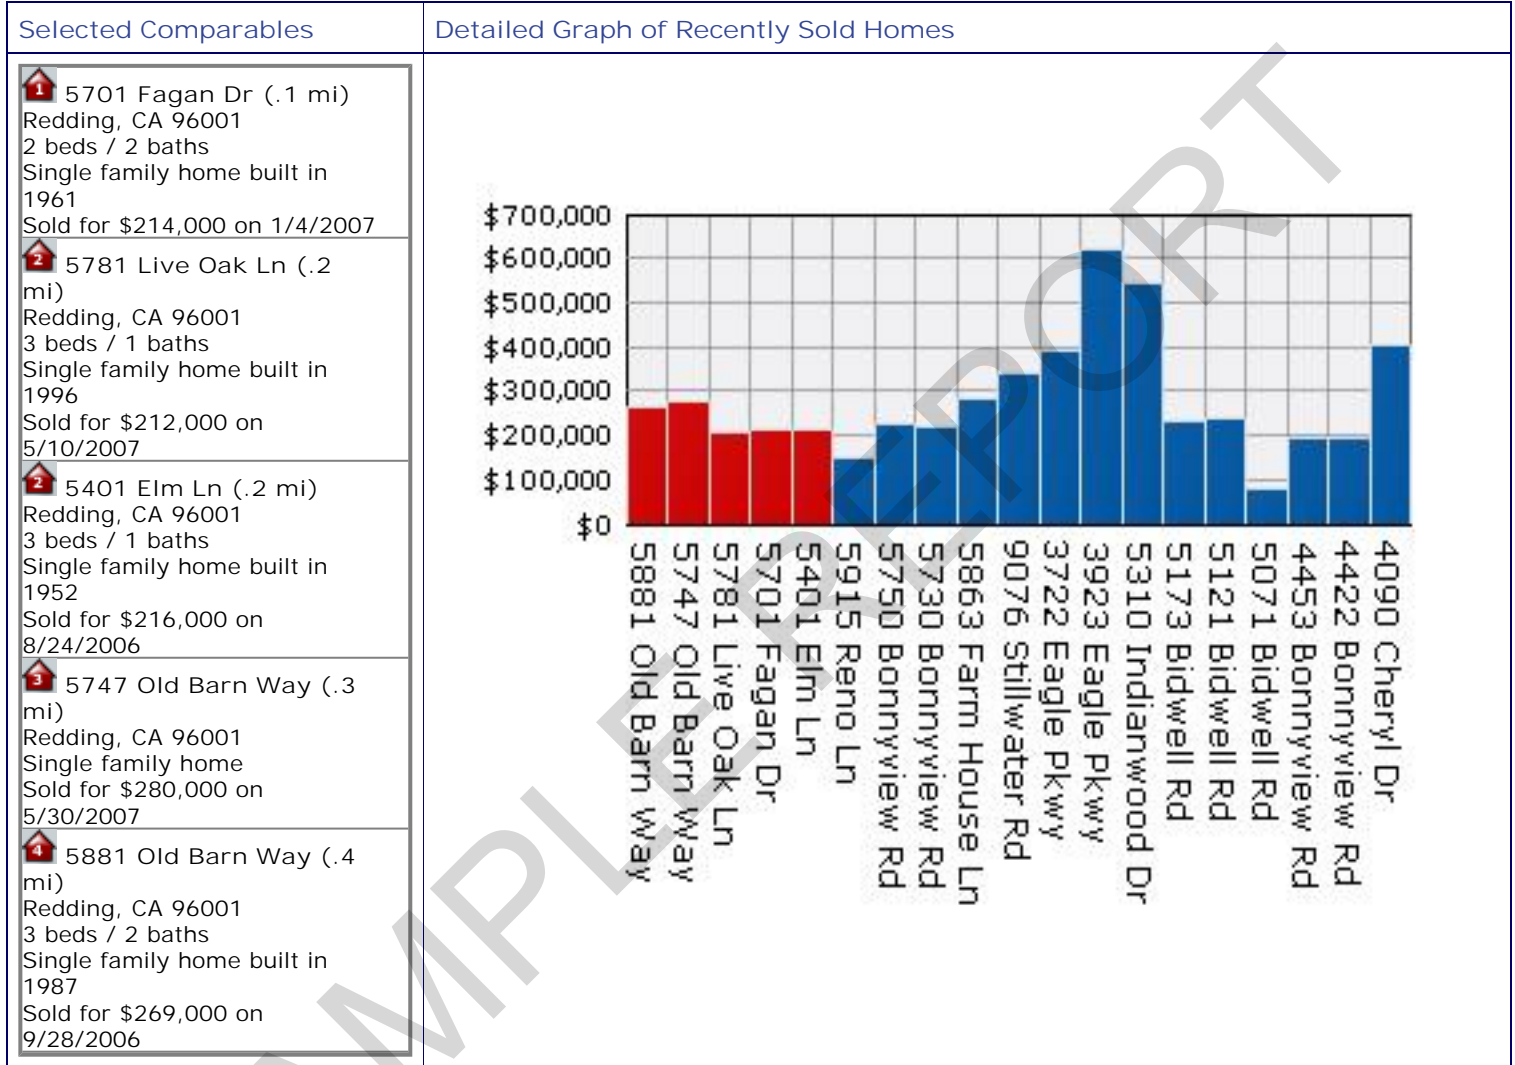 Selected Comparables
Detailed Graph of Recently Sold Homes
1 5701 Fagan Dr (.1 mi)
Redding, CA 96001
2 beds / 2 baths
Single family home built in
1961
Sold for $214,000 on 1/4/2007
2 5781 Live Oak Ln (.2
mi)
Redding, CA 96001
3 beds / 1 baths
Single family home built in
1996
Sold for $212,000 on
5/10/2007
2 5401 Elm Ln (.2 mi)
Redding, CA 96001
3 beds / 1 baths
Single family home built in
1952
Sold for $216,000 on
8/24/2006
3 5747 Old Barn Way (.3
mi)
Redding, CA 96001
Single family home
Sold for $280,000 on
5/30/2007
4 5881 Old Barn Way (.4
mi)
Redding, CA 96001
3 beds / 2 baths
Single family home built in
1987
Sold for $269,000 on
9/28/2006
$700,000
$600,000
$500,000
$400,000
$300,000
$200,000
$100,000
$0
5881 Old Barn Way
5747 Old Barn Way
5781 Live Oak Ln
5701 Fagan Dr
5401 Elm Ln
5915 Reno Ln
5750 Bonnyview Rd
5730 Bonnyview Rd
5863 Farm House Ln
9076 Stillwater Rd
3722 Eagle Pkwy
3923 Eagle Pkwy
5310 Indianwood Dr
5173 Bidwell Rd
5121 Bidwell Rd
5071 Bidwell Rd
4453 Bonnyview Rd
4422 Bonnyview Rd
4090 Cheryl Dr
AMPLE REPORT